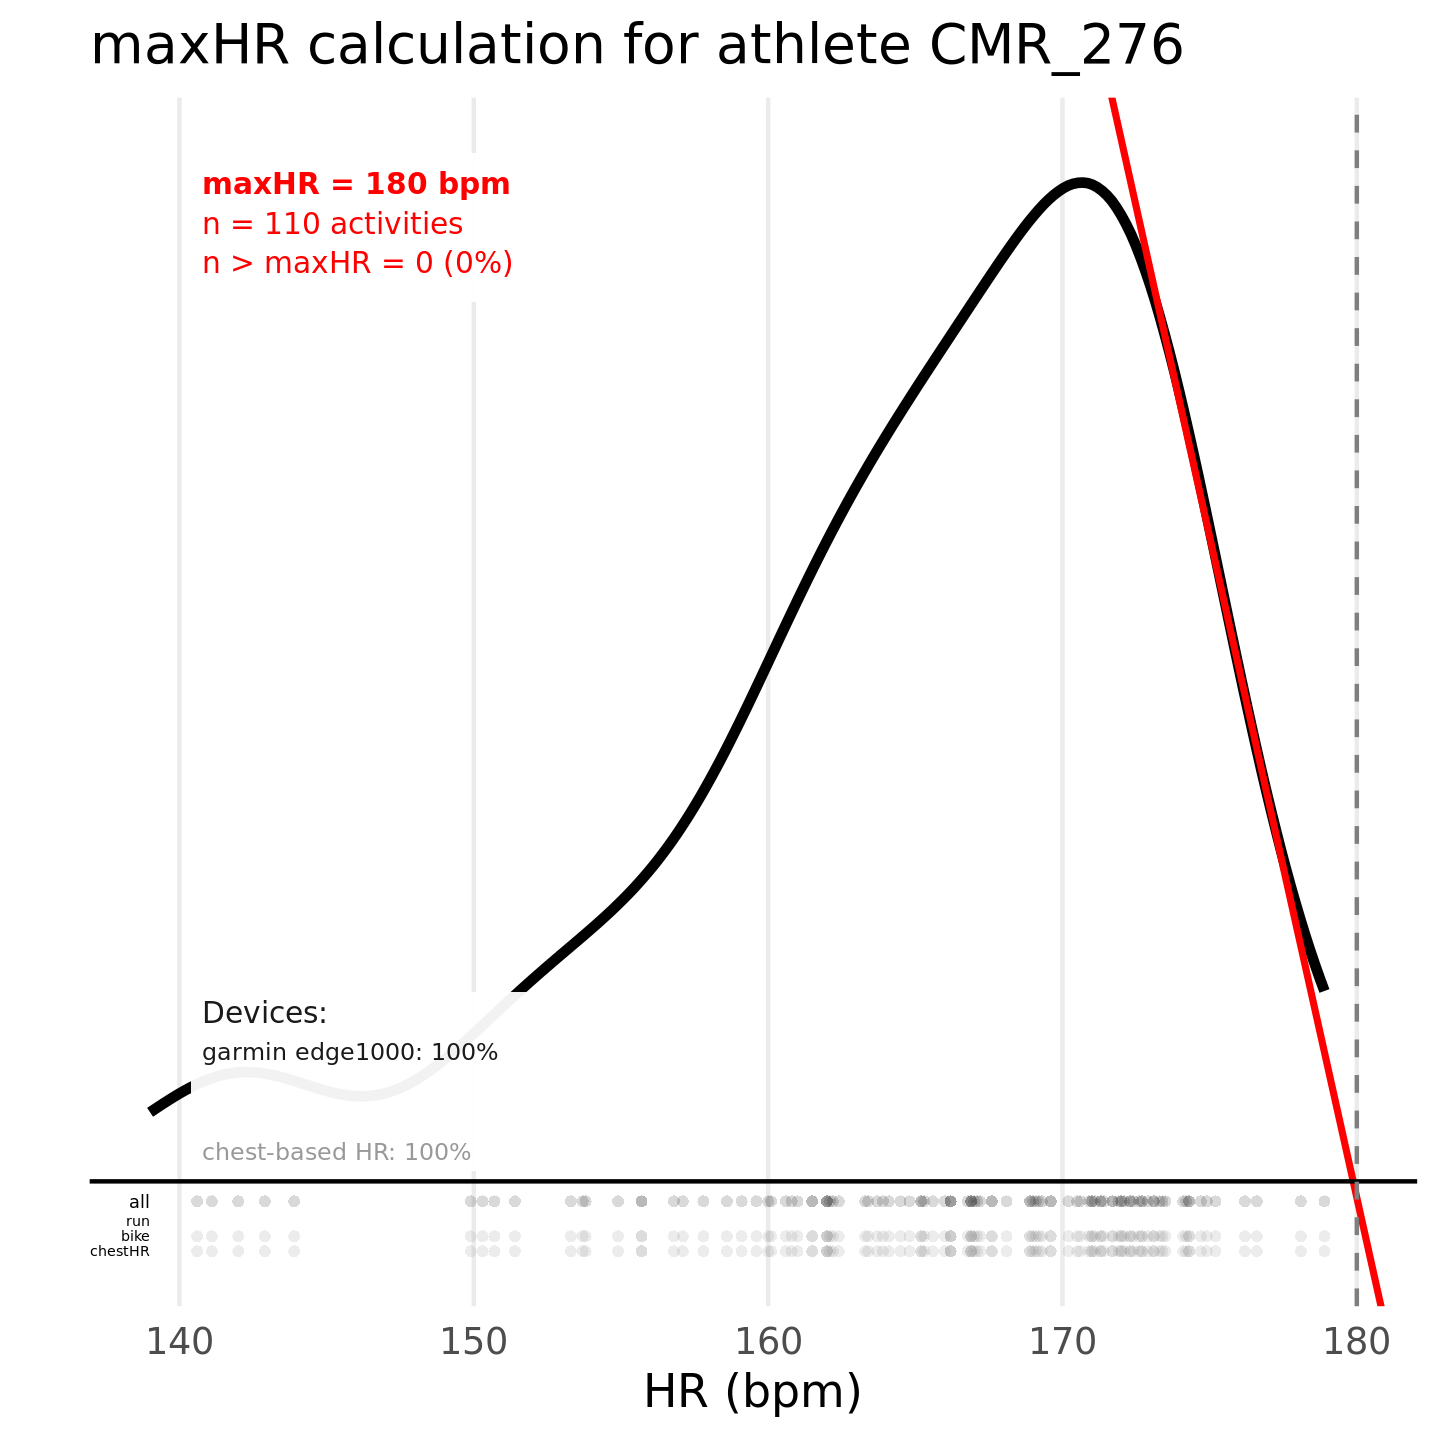 maxHR calculation for athlete CMR_276
maxHR = 180 bpm
n = 110 activities
n > maxHR = 0 (0%)
Devices:
garmin edge1000: 100%
chest-based HR: 100%
all
run
bike
chestHR
140 150 160 170 180
HR (bpm)